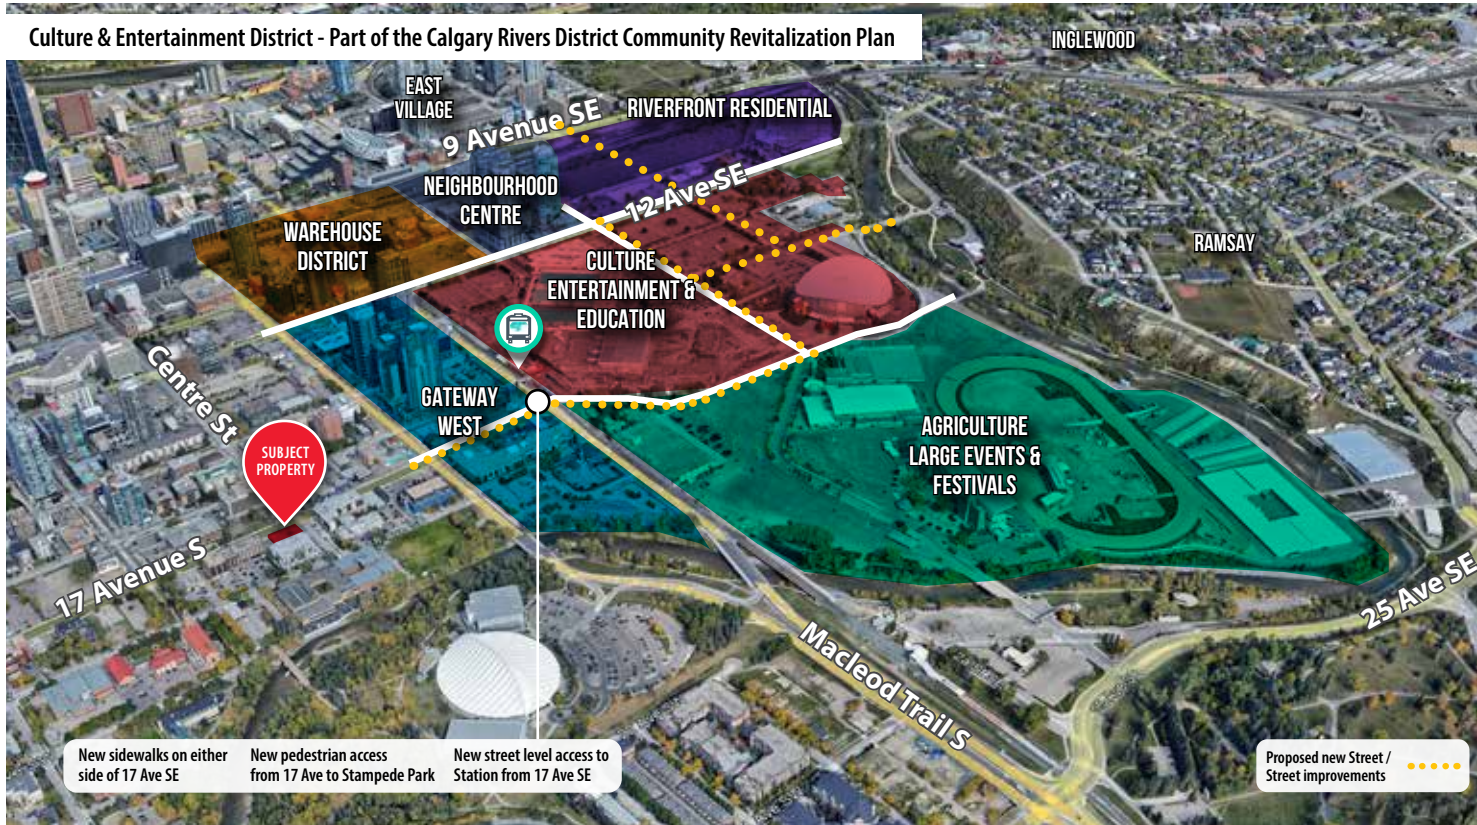 Culture & Entertainment District - Part of the Calgary Rivers District Community Revitalization Plan
INGLEWOOD
EAST
VILLAGE
9 Avenue SE
RIVERFRONT RESIDENTIAL
NEIGHBOURHOOD
CENTRE
12 Ave SE
WAREHOUSE
DISTRICT
RAMSAY
CULTURE
ENTERTAINMENT &
EDUCATION
Centre St
GATEWAY
WEST
SUBJECT
PROPERTY
AGRICULTURE
LARGE EVENTS &
FESTIVALS
17 Avenue S
25 Ave SE
Macleod Trail S
New sidewalks on either
side of 17 Ave SE
New pedestrian access
from 17 Ave to Stampede Park
New street level access to
Station from 17 Ave SE
Proposed new Street /
Street improvements